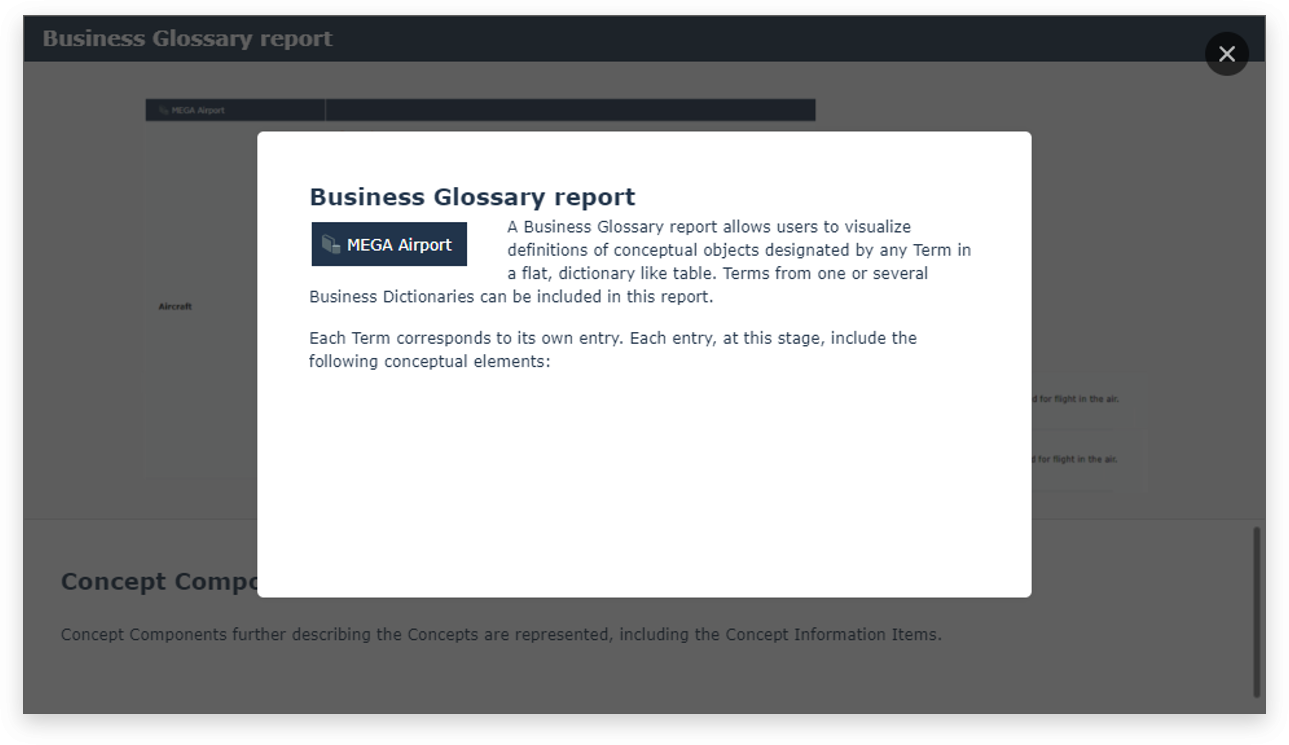 Business Glossary report
MEGA Airport
Business Glossary report
MEGA Airport
A Business Glossary report allows users to visualize
definitions of conceptual objects designated by any Term in
a flat, dictionary like table. Terms from one or several
Business Dictionaries can be included in this report.
Each Term corresponds to its own entry. Each entry, at this stage, include the
following conceptual elements:
Aircraft
for flight in the air.
for flight in the air.
Concept
Concept Components further describing the Concepts are represented, including the Concept Information Items.